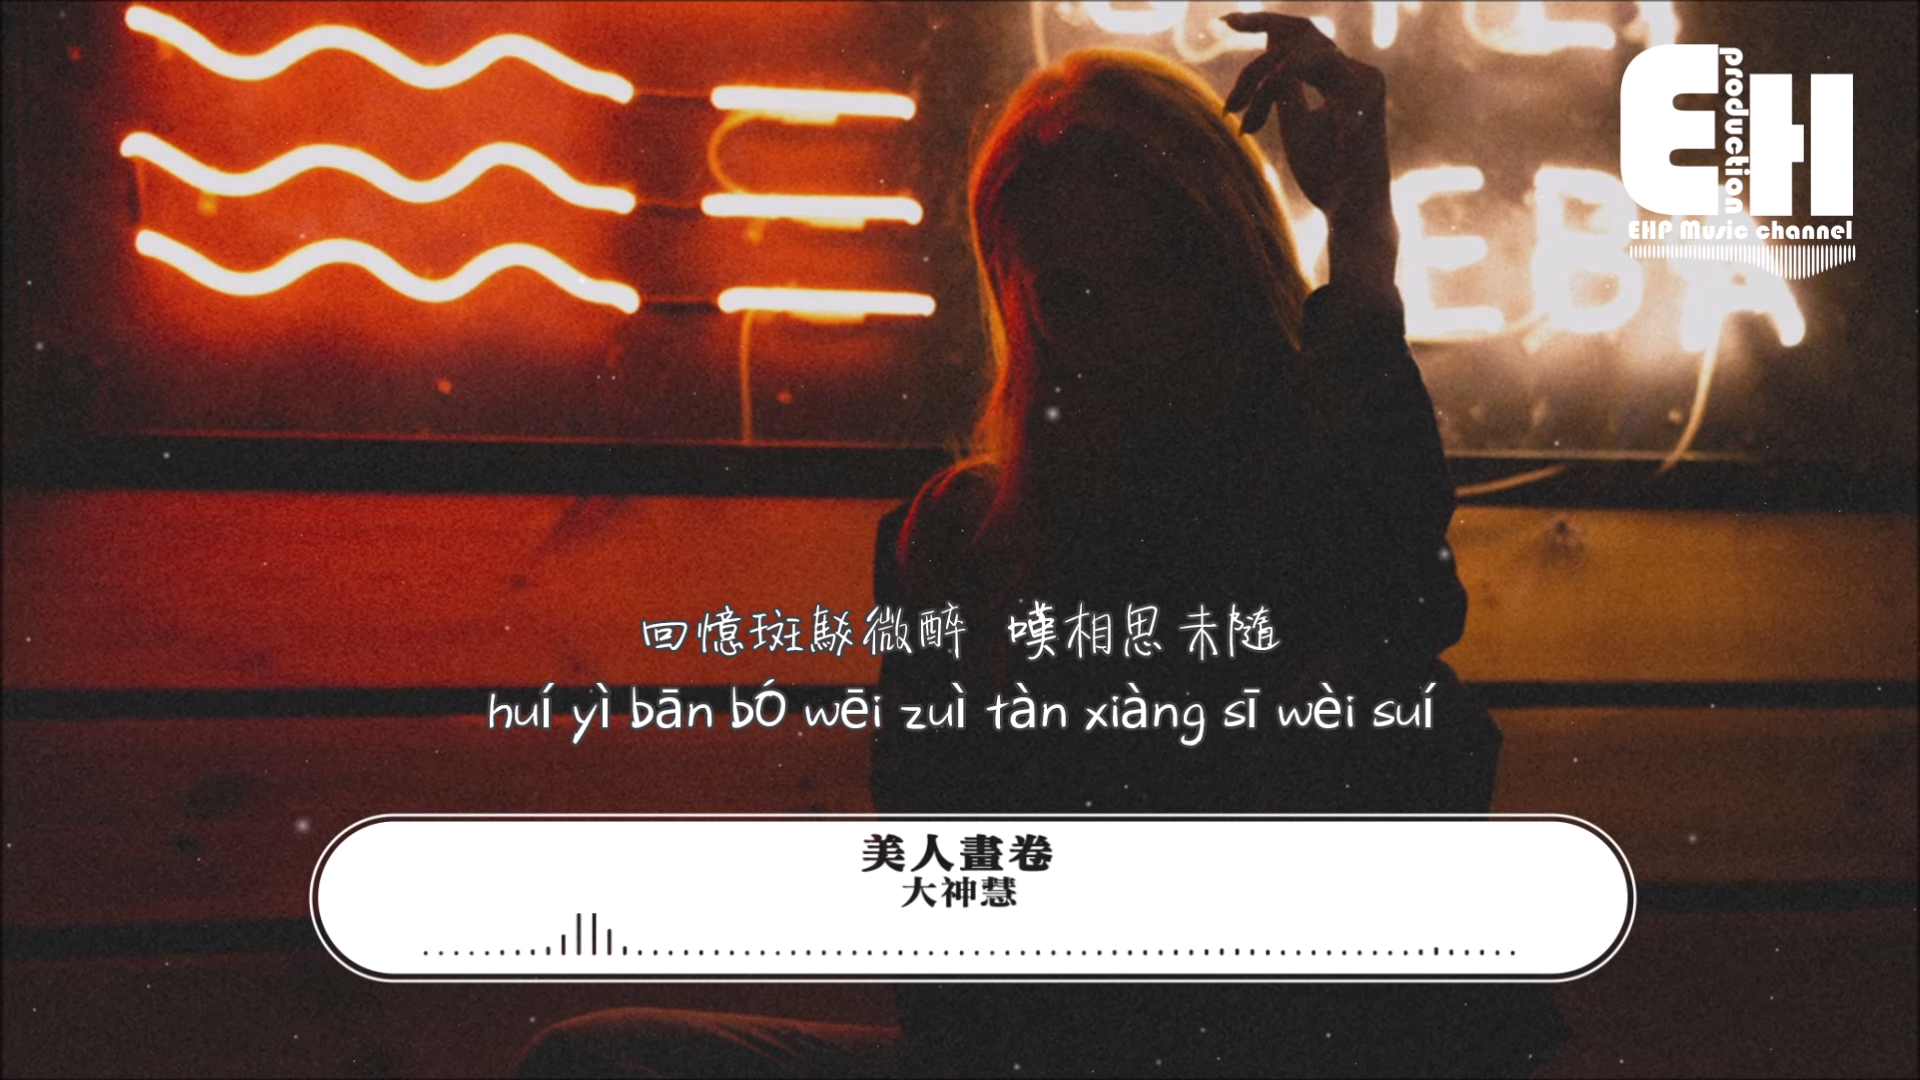 EH
production
EHP Music channel
EBA
回憶斑駁微醉 嘆相思未隨
huí yì bān bó wēi zuì tàn xiàng sī wèi suí
美人畫卷
大神慧